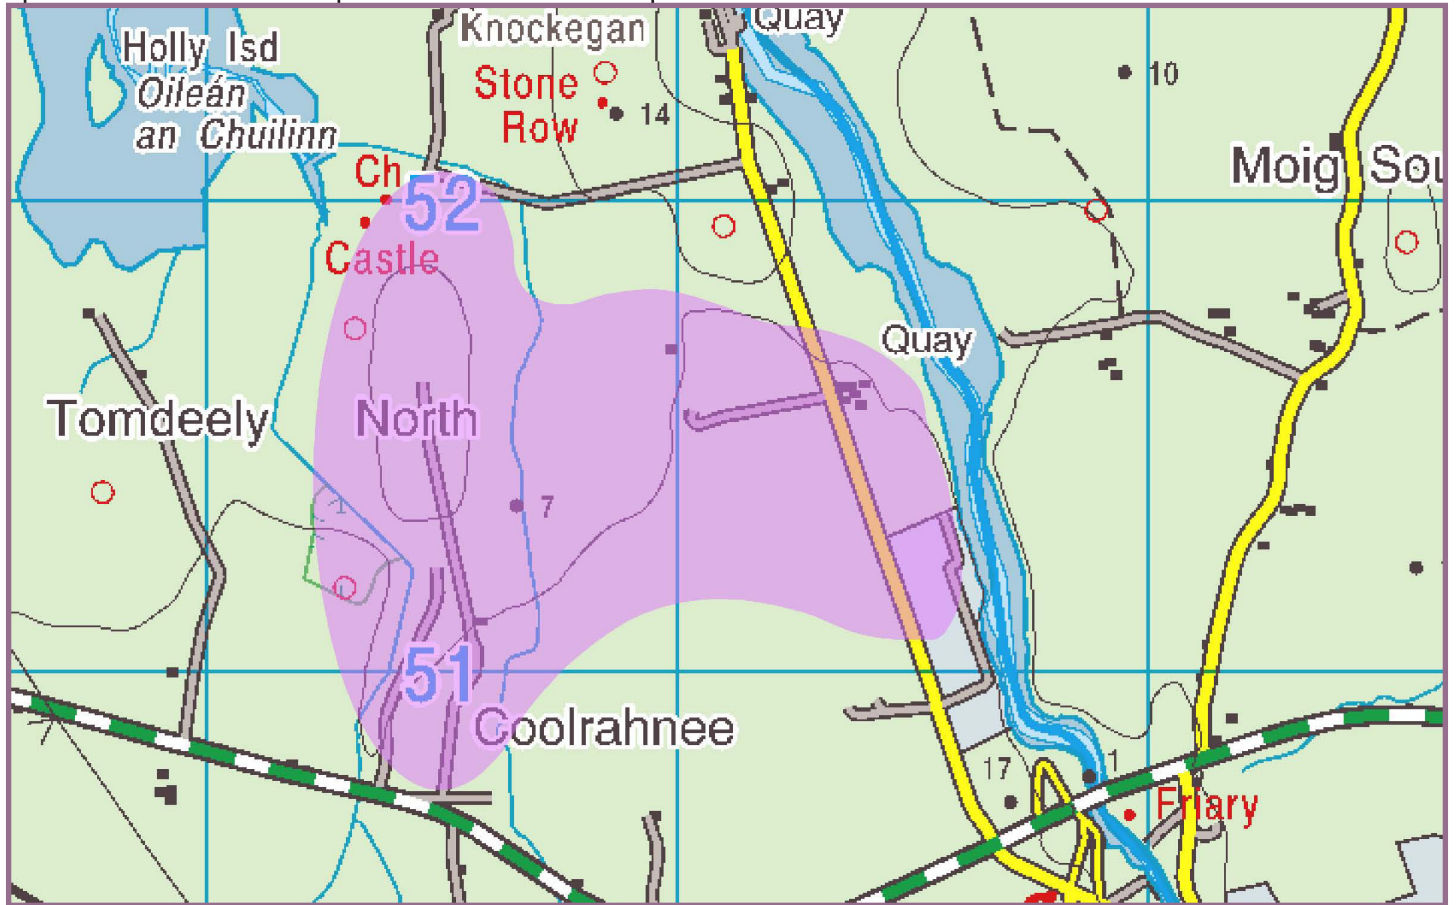 Quay
Holly Isd
Oileán
an Chuilinn
Knockegan
Stone
Row
14
10
Moig Sou
Ch
52
Castle
Quay
Tomdeely
North
7
51
Coolrahnee
17
1
Friary